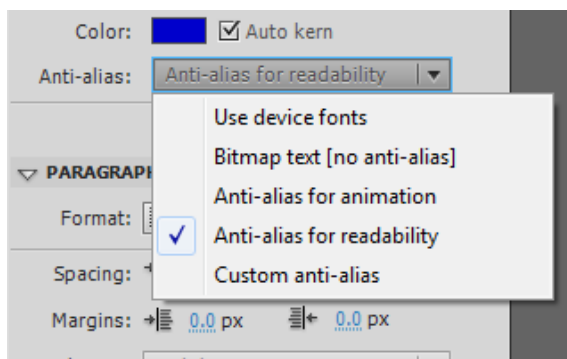 Color: Auto kern
Anti-alias: Anti-alias for readability
Use device fonts
Bitmap text [no anti-alias]
PARAGRAPH
Anti-alias for animation
Format:
Anti-alias for readability
Spacing:
Custom anti-alias
Margins: 0.0 px 0.0 px